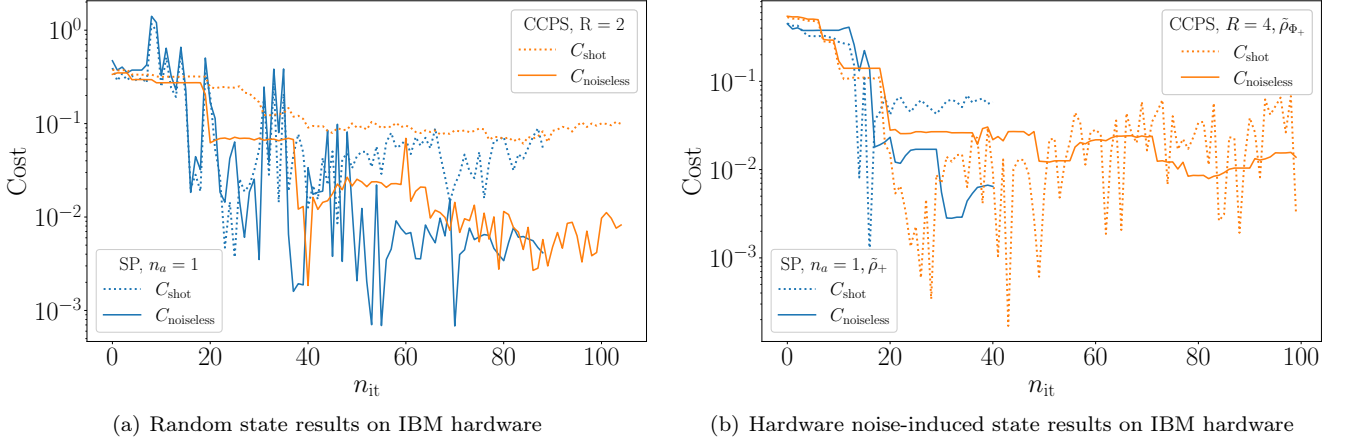 CCPS, R = 2
C_shot
C_noiseless
SP, n_a = 1
C_shot
C_noiseless
Cost
10^0
10^{-1}
10^{-2}
10^{-3}
0 20 40 60 80 100
n_it
(a) Random state results on IBM hardware
CCPS, R = 4, ρ̃_{Φ+}
C_shot
C_noiseless
SP, n_a = 1, ρ̃_+
C_shot
C_noiseless
Cost
10^{-1}
10^{-2}
10^{-3}
0 20 40 60 80 100
n_it
(b) Hardware noise-induced state results on IBM hardware